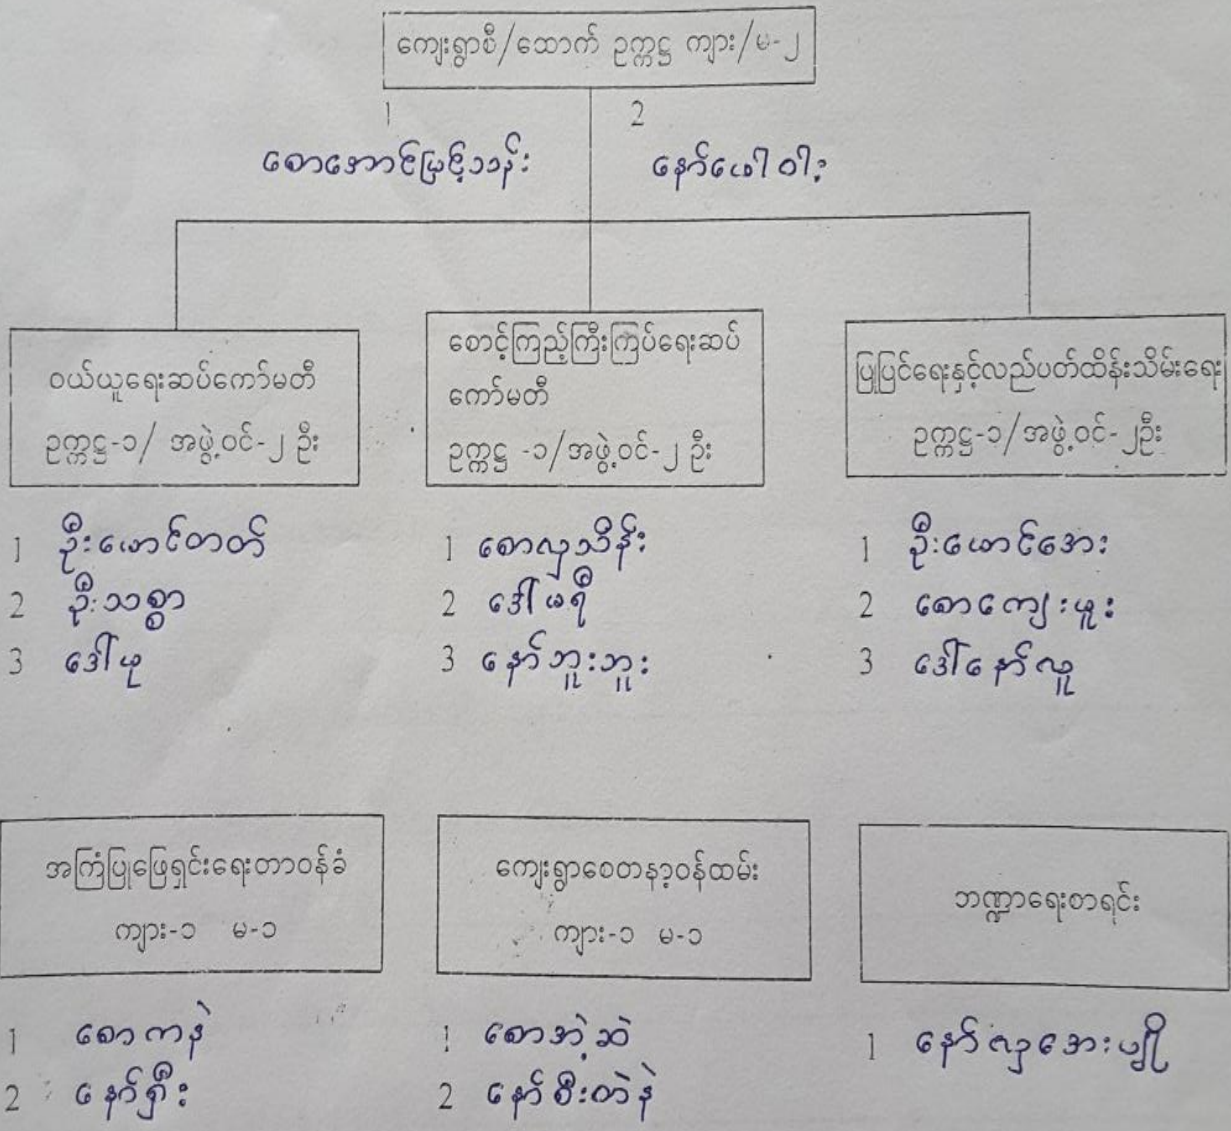 ကျေးရွာစီ/ထောက် ဥက္ကဋ္ဌ ကျား/မ-၂
1 2
စောအောင်မြင့်သန်း နော်ဖေါဝါး
ဝယ်ယူရေးဆပ်ကော်မတီ
ဥက္ကဋ္ဌ-၁/ အဖွဲ့ဝင်-၂ ဦး
1 ဦးမောင်တတ်
2 ဦးသစ္စာ
3 ဒေါ်မု
စောင့်ကြည့်ကြီးကြပ်ရေးဆပ်
ကော်မတီ
ဥက္ကဋ္ဌ -၁/အဖွဲ့ဝင်-၂ ဦး
1 စောလှသိန်း
2 ဒေါ်မရီ
3 နော်ဘူးဘူး
ပြုပြင်ရေးနှင့်လည်ပတ်ထိန်းသိမ်းရေး
ဥက္ကဋ္ဌ-၁/အဖွဲ့ဝင်-၂ဦး
1 ဦးမောင်အေး
2 စောကျေးမူး
3 ဒေါ်နော်လူ
အကြံပြုဖြေရှင်းရေးတာဝန်ခံ
ကျား-၁ မ-၁
1 စောကနဲ
2 နော်ရှီး
ကျေးရွာစေတနာ့ဝန်ထမ်း
ကျား-၁ မ-၁
1 စောအဲ့ဆဲ
2 နော်စီးတဲနဲ
ဘဏ္ဍာရေးစာရင်း
1 နော်လှအေးပျို